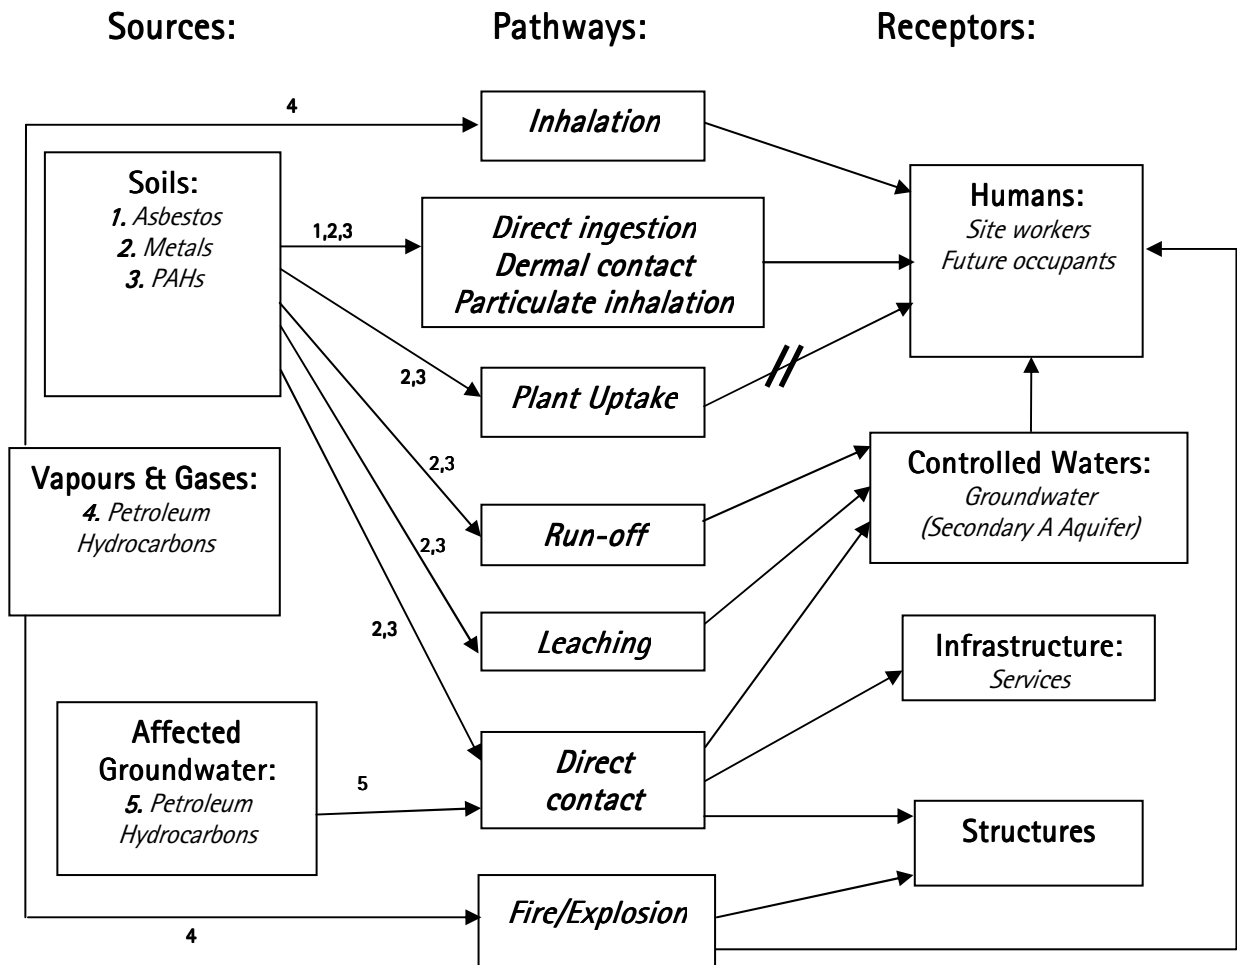 Sources:
Pathways:
Receptors:
4
Inhalation
Soils:
1. Asbestos
2. Metals
3. PAHs
1,2,3
Direct ingestion
Dermal contact
Particulate inhalation
Humans:
Site workers
Future occupants
2,3
Plant Uptake
Vapours & Gases:
4. Petroleum
Hydrocarbons
2,3
Run-off
Controlled Waters:
Groundwater
(Secondary A Aquifer)
2,3
Leaching
2,3
Infrastructure:
Services
Affected
Groundwater:
5. Petroleum
Hydrocarbons
5
Direct
contact
Structures
4
Fire/Explosion